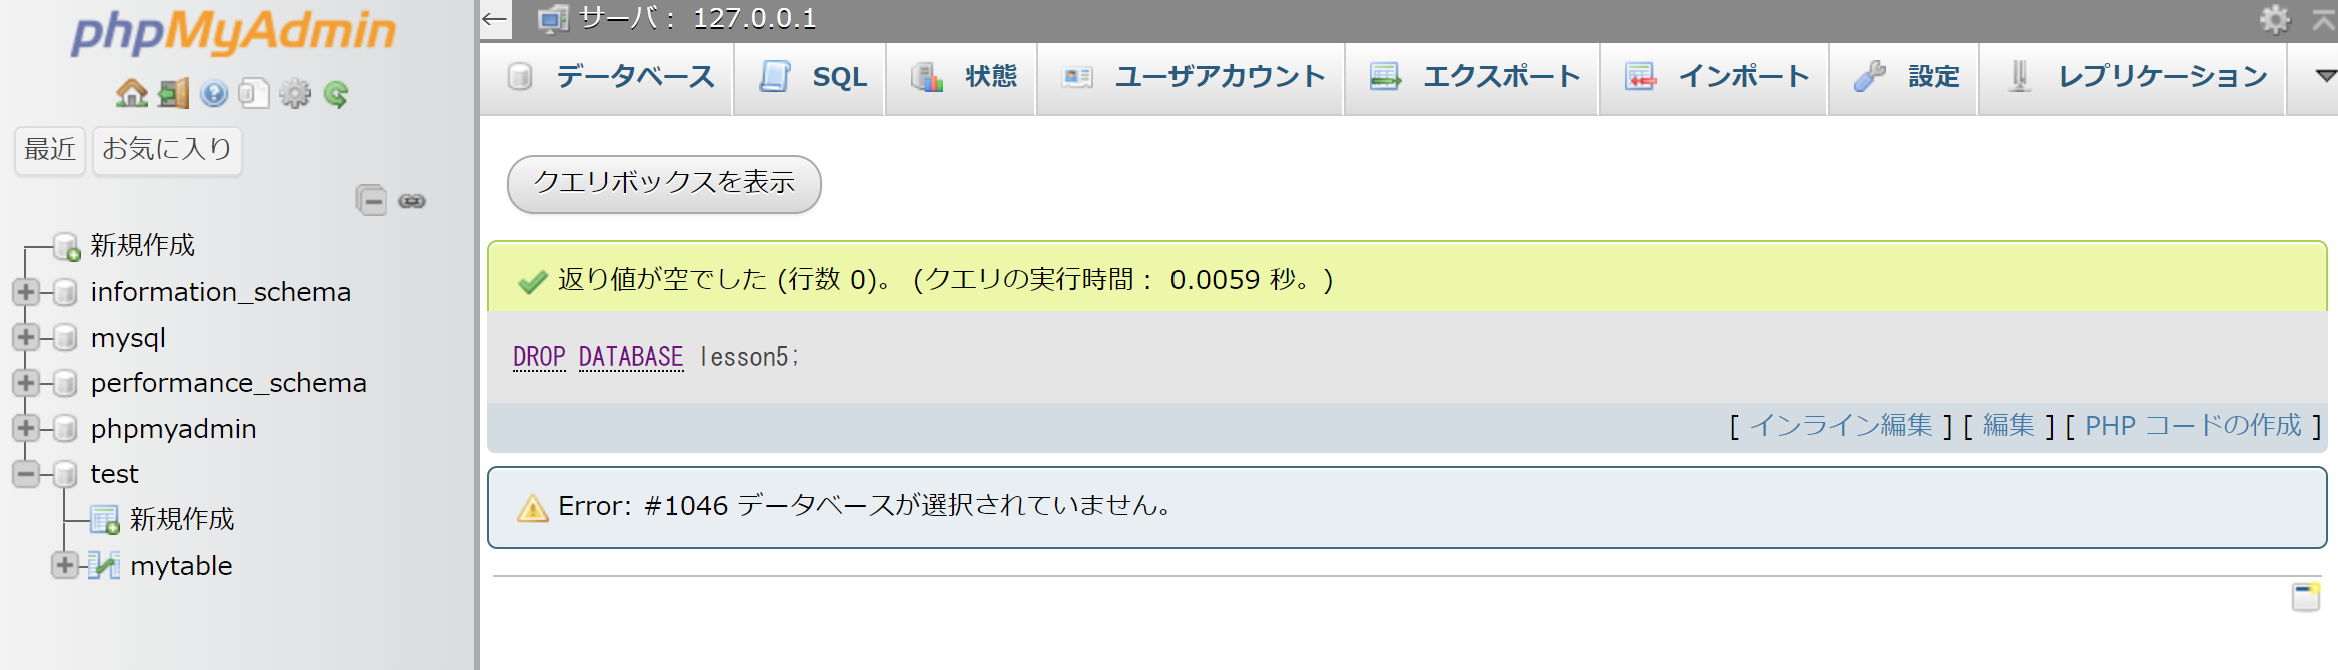 phpMyAdmin
最近 お気に入り
新規作成
information_schema
mysql
performance_schema
phpmyadmin
test
新規作成
mytable
← サーバ： 127.0.0.1
データベース SQL 状態 ユーザアカウント エクスポート インポート 設定 レプリケーション
クエリボックスを表示
返り値が空でした (行数 0)。 (クエリの実行時間： 0.0059 秒。)
DROP DATABASE lesson5;
[ インライン編集 ] [ 編集 ] [ PHP コードの作成 ]
Error: #1046 データベースが選択されていません。